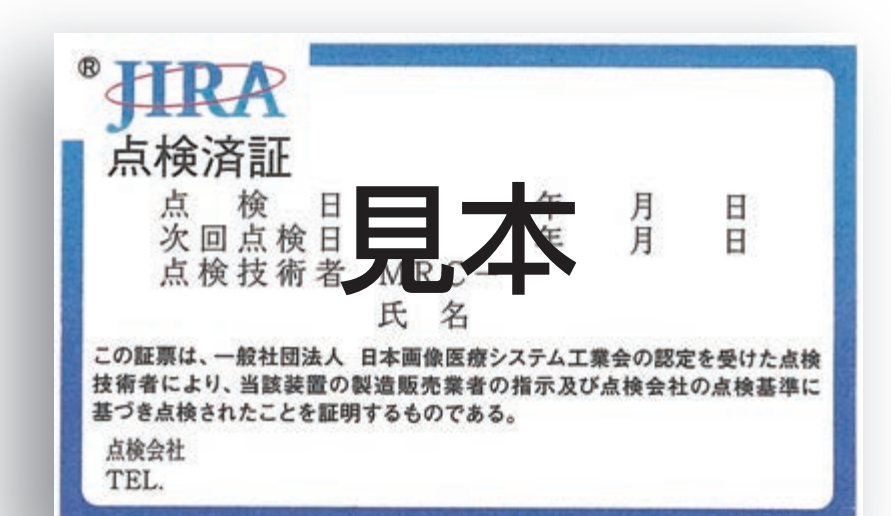 ® JIRA
点検済証
点 検 日 年 月 日
次回点検日 年 月 日
点検技術者 MRC−
見本
氏 名
この証票は、一般社団法人 日本画像医療システム工業会の認定を受けた点検
技術者により、当該装置の製造販売業者の指示及び点検会社の点検基準に
基づき点検されたことを証明するものである。
点検会社
TEL.